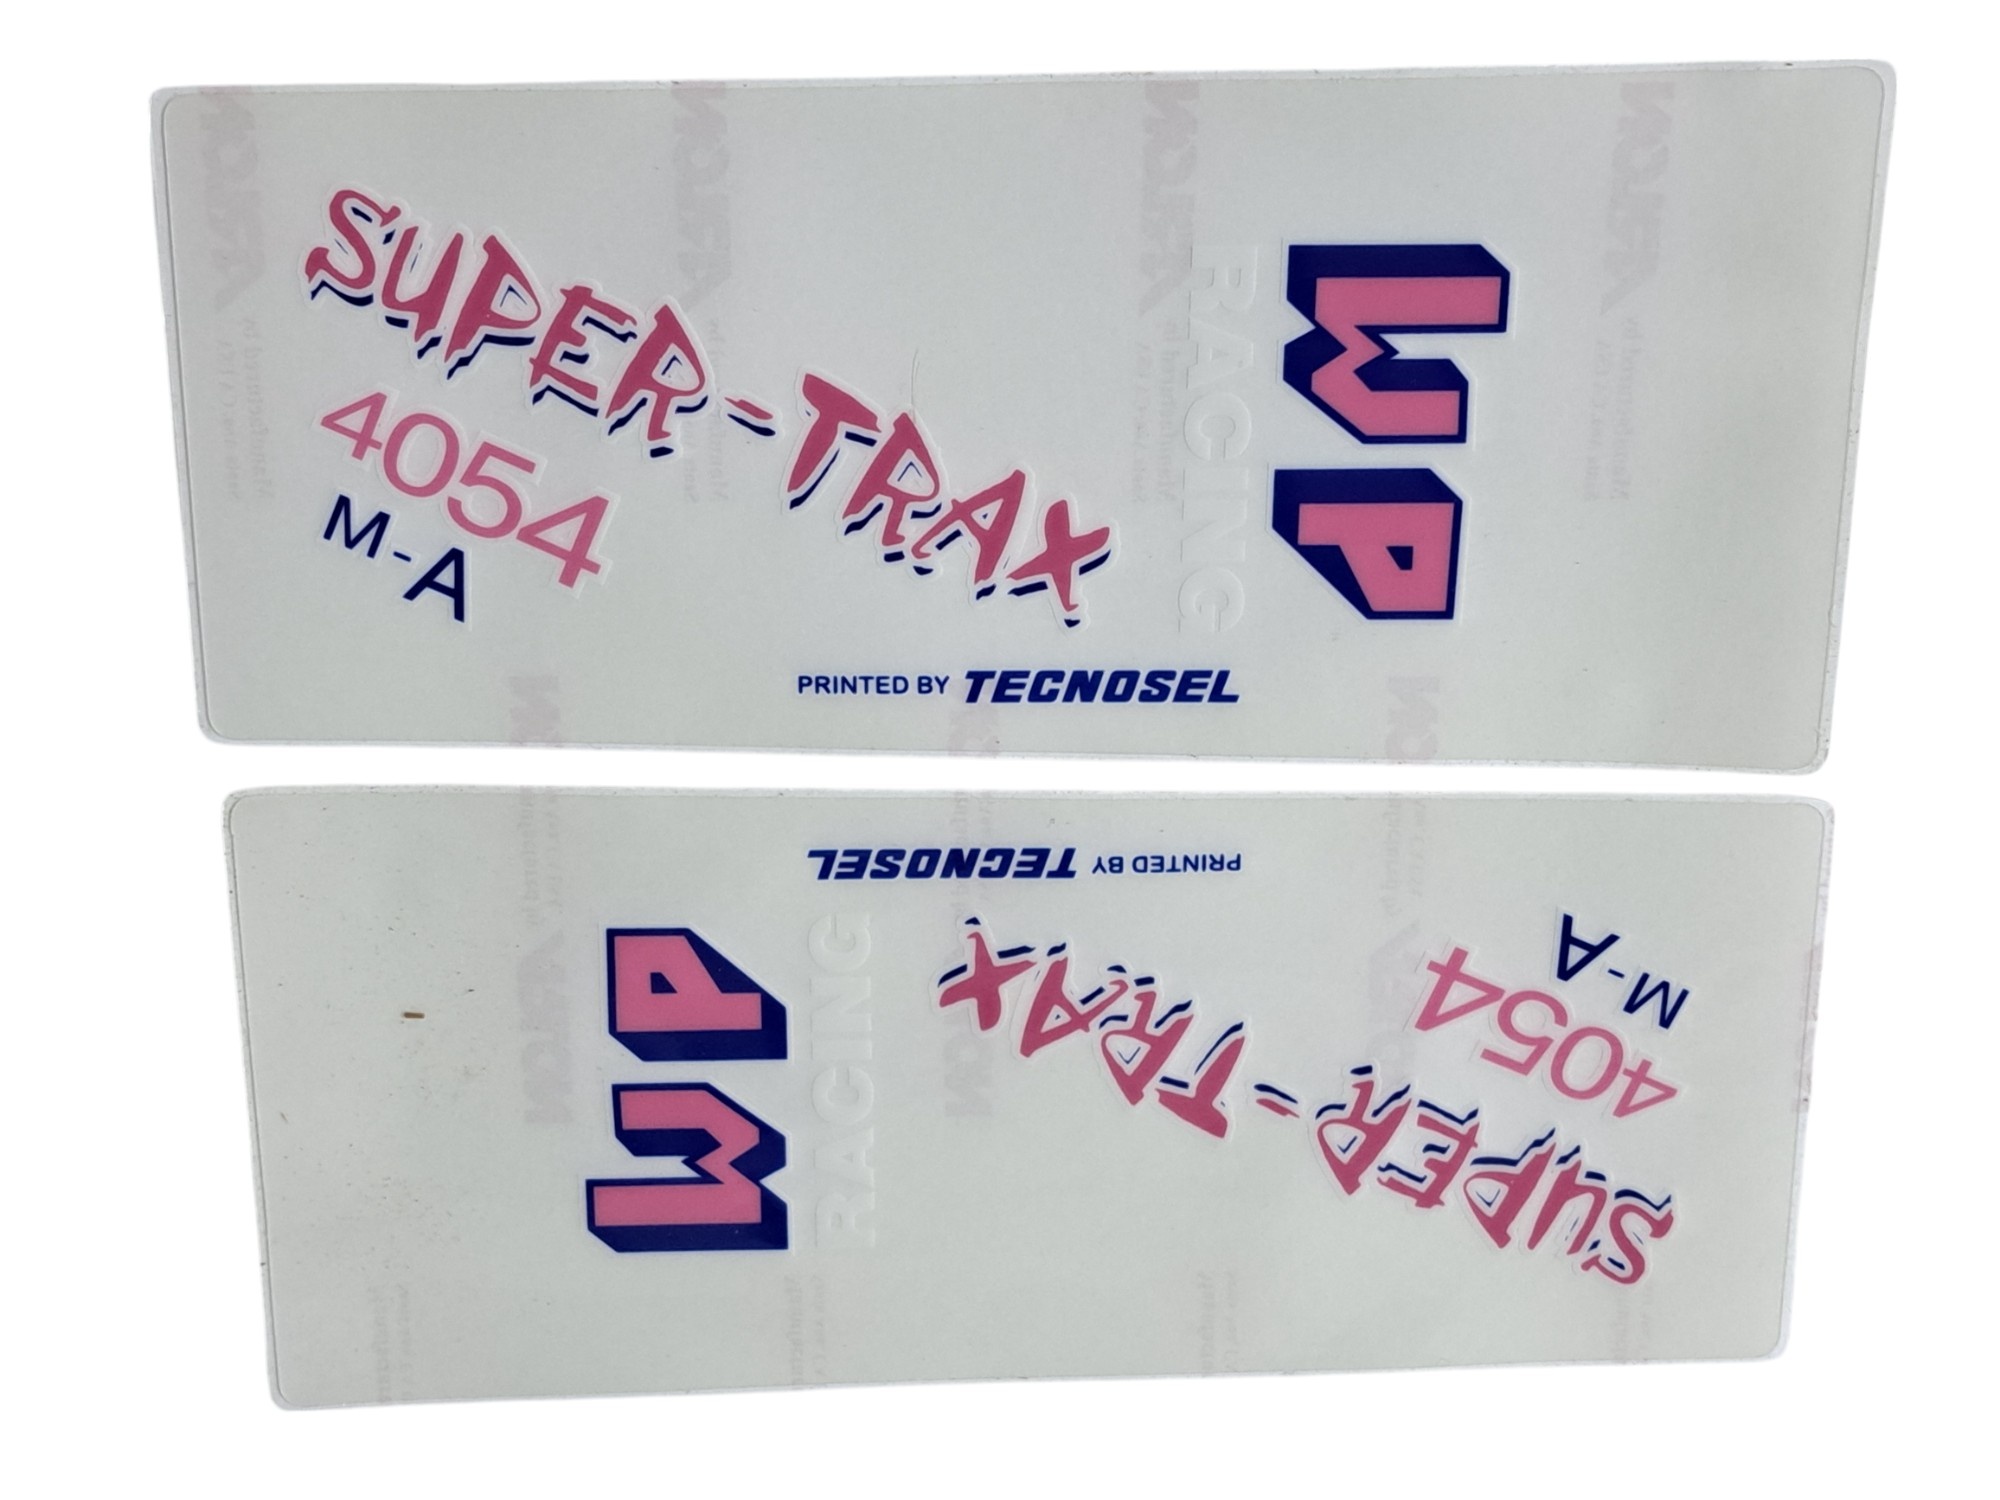 SUPER-TRAX
4054
M-A
RACING
WP
PRINTED BY TECNOSEL
PRINTED BY TECNOSEL
WP
RACING
SUPER-TRAX
4054
M-A